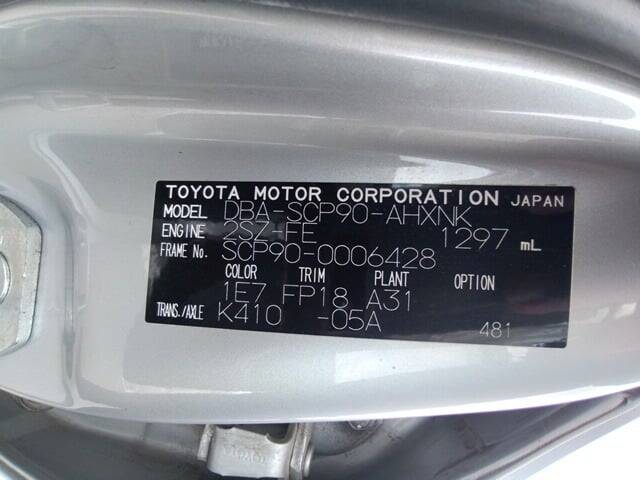 TOYOTA MOTOR CORPORATION JAPAN
MODEL DBA-SCP90-AHXNK
ENGINE 2SZ-FE 1297 mL
FRAME No. SCP90-0006428
COLOR TRIM PLANT OPTION
1E7 FP18 A31
TRANS./AXLE K410 -05A 481